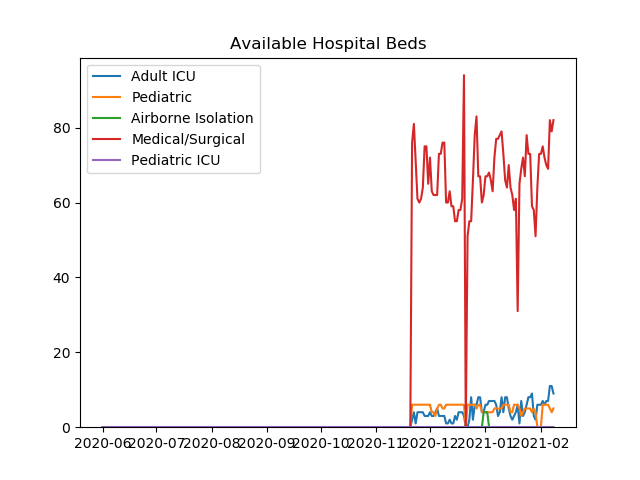 Available Hospital Beds
Adult ICU
Pediatric
Airborne Isolation
Medical/Surgical
Pediatric ICU
80
60
40
20
0
2020-06 2020-07 2020-08 2020-09 2020-10 2020-11 2020-12 2021-01 2021-02